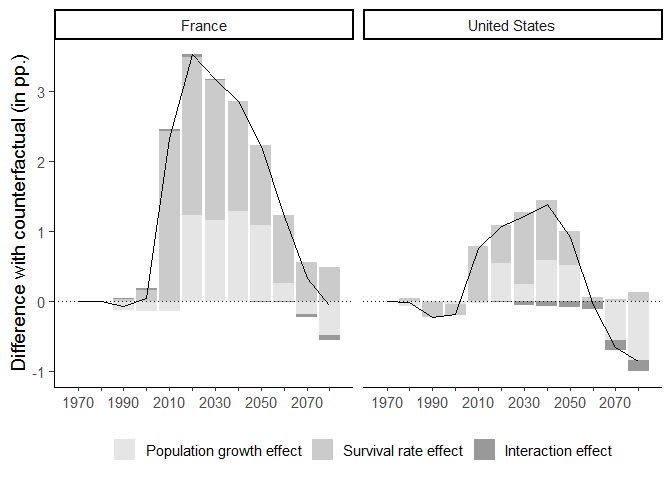 France United States
Difference with counterfactual (in pp.)
3
2
1
0
-1
1970 1990 2010 2030 2050 2070 1970 1990 2010 2030 2050 2070
Population growth effect Survival rate effect Interaction effect